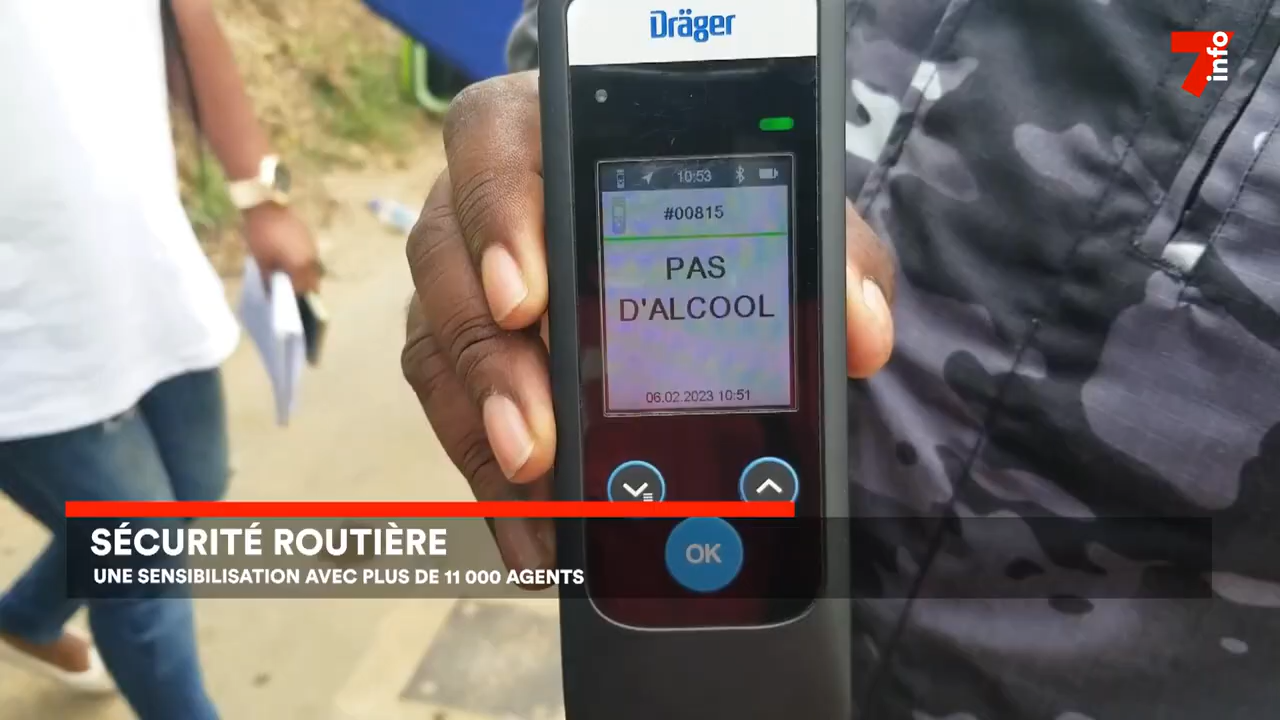 Dräger
7info
10:53
#00815
PAS
D'ALCOOL
06.02.2023 10:51
OK
SÉCURITÉ ROUTIÈRE
UNE SENSIBILISATION AVEC PLUS DE 11 000 AGENTS